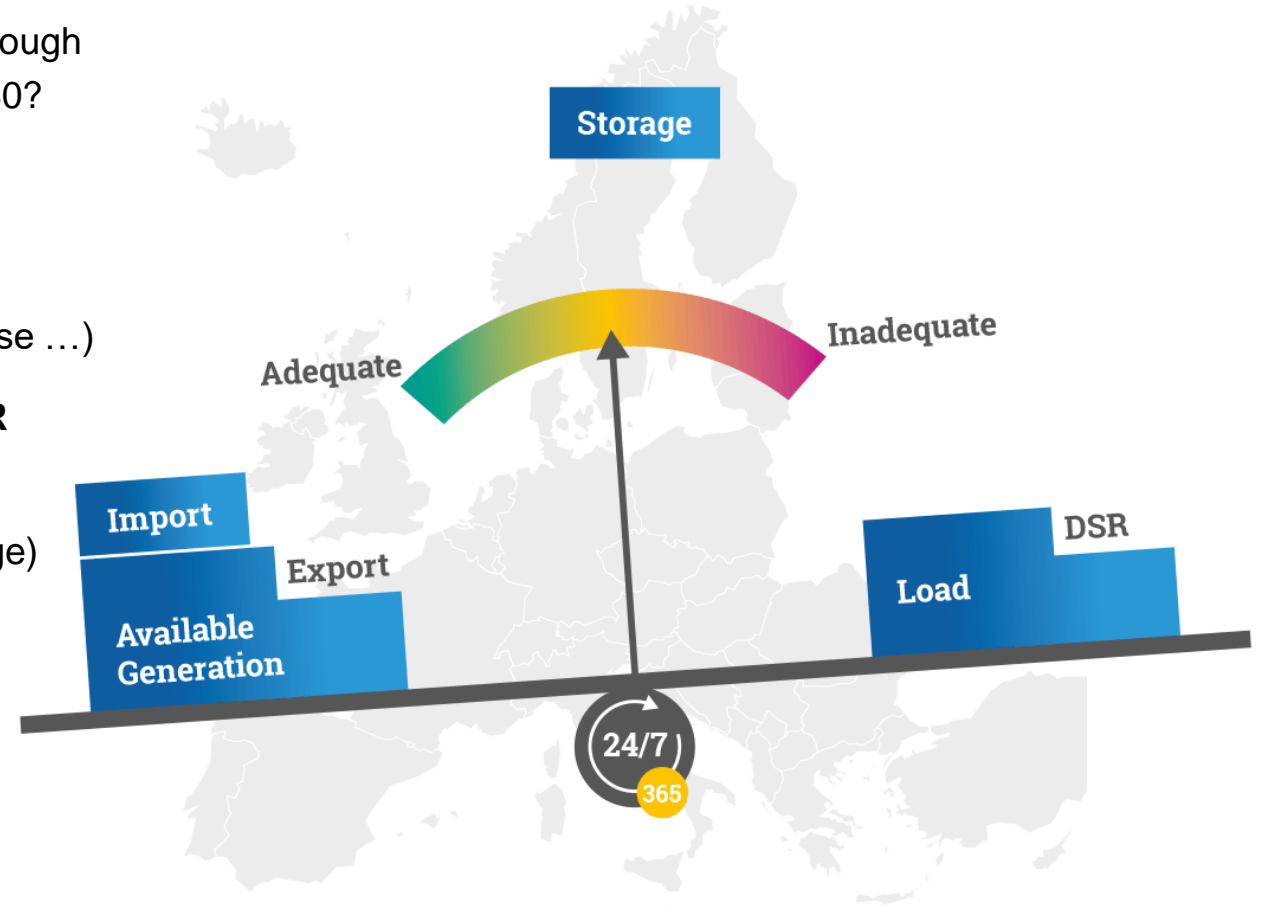 ough
0?
Storage
se …)
Inadequate
Adequate
R
Import
DSR
ge)
Export
Load
Available
Generation
24/7
365